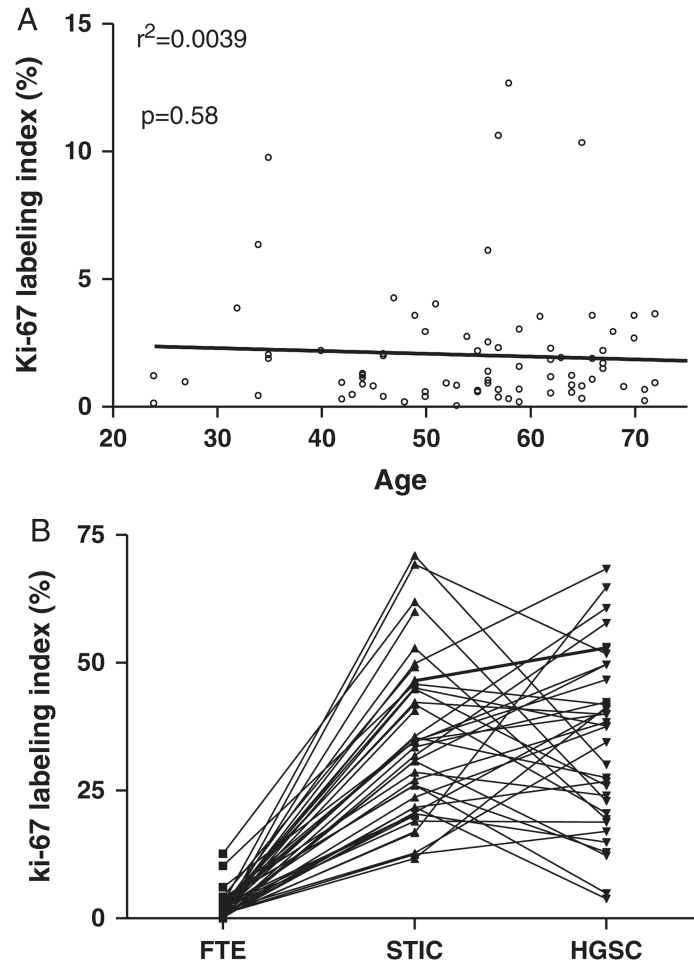 A
r²=0.0039
p=0.58
Ki-67 labeling index (%)
15
10
5
0
20 30 40 50 60 70
Age
B
ki-67 labeling index (%)
75
50
25
0
FTE STIC HGSC